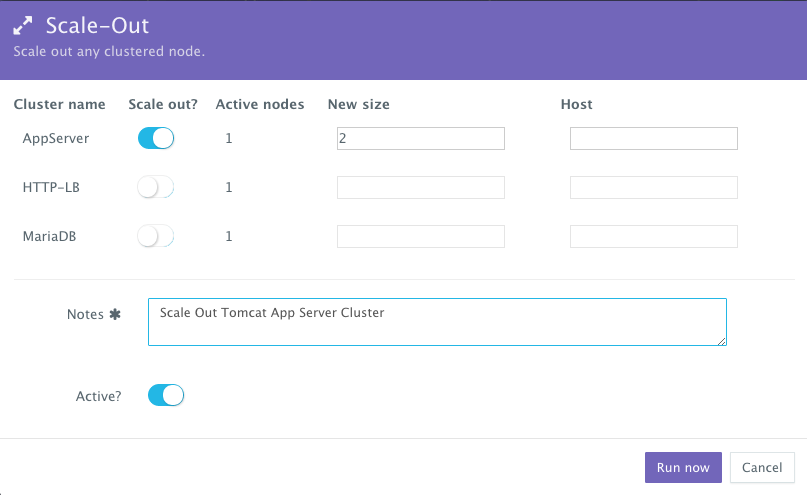 Scale-Out
Scale out any clustered node.
Cluster name Scale out? Active nodes New size Host
AppServer 1 2
HTTP-LB 1
MariaDB 1
Notes ✱ Scale Out Tomcat App Server Cluster
Active?
Run now Cancel